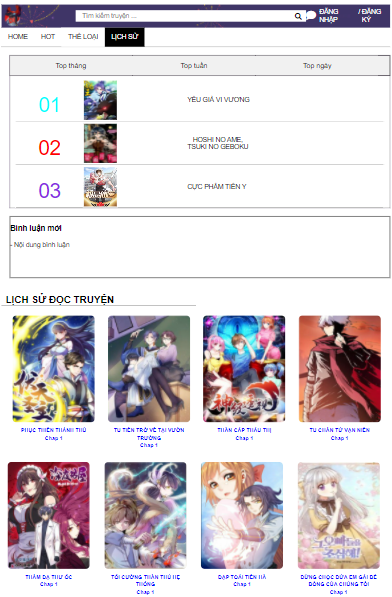 Tìm kiếm truyện ...
ĐĂNG NHẬP
/ ĐĂNG KÝ
HOME HOT THỂ LOẠI LỊCH SỬ
Top tháng Top tuần Top ngày
01 YÊU GIẢ VI VƯƠNG
02 HOSHI NO AME,
TSUKI NO GEBOKU
03 CỰC PHẨM TIÊN Y
Bình luận mới
- Nội dung bình luận
LỊCH SỬ ĐỌC TRUYỆN
PHỤC THIÊN THÁNH THỦ
Chap 1
TU TIÊN TRỞ VỀ TẠI VƯỜN
TRƯỜNG
Chap 1
THẦN CẤP THẤU THỊ
Chap 1
TU CHÂN TỨ VẠN NIÊN
Chap 1
THÂM DẠ THƯ ỐC
Chap 1
TỐI CƯỜNG THẦN THÚ HỆ
THỐNG
Chap 1
ĐẠP TOÁI TIÊN HÀ
Chap 1
ĐỪNG CHỌC ĐỨA EM GÁI BÉ
BỎNG CỦA CHÚNG TÔI
Chap 1